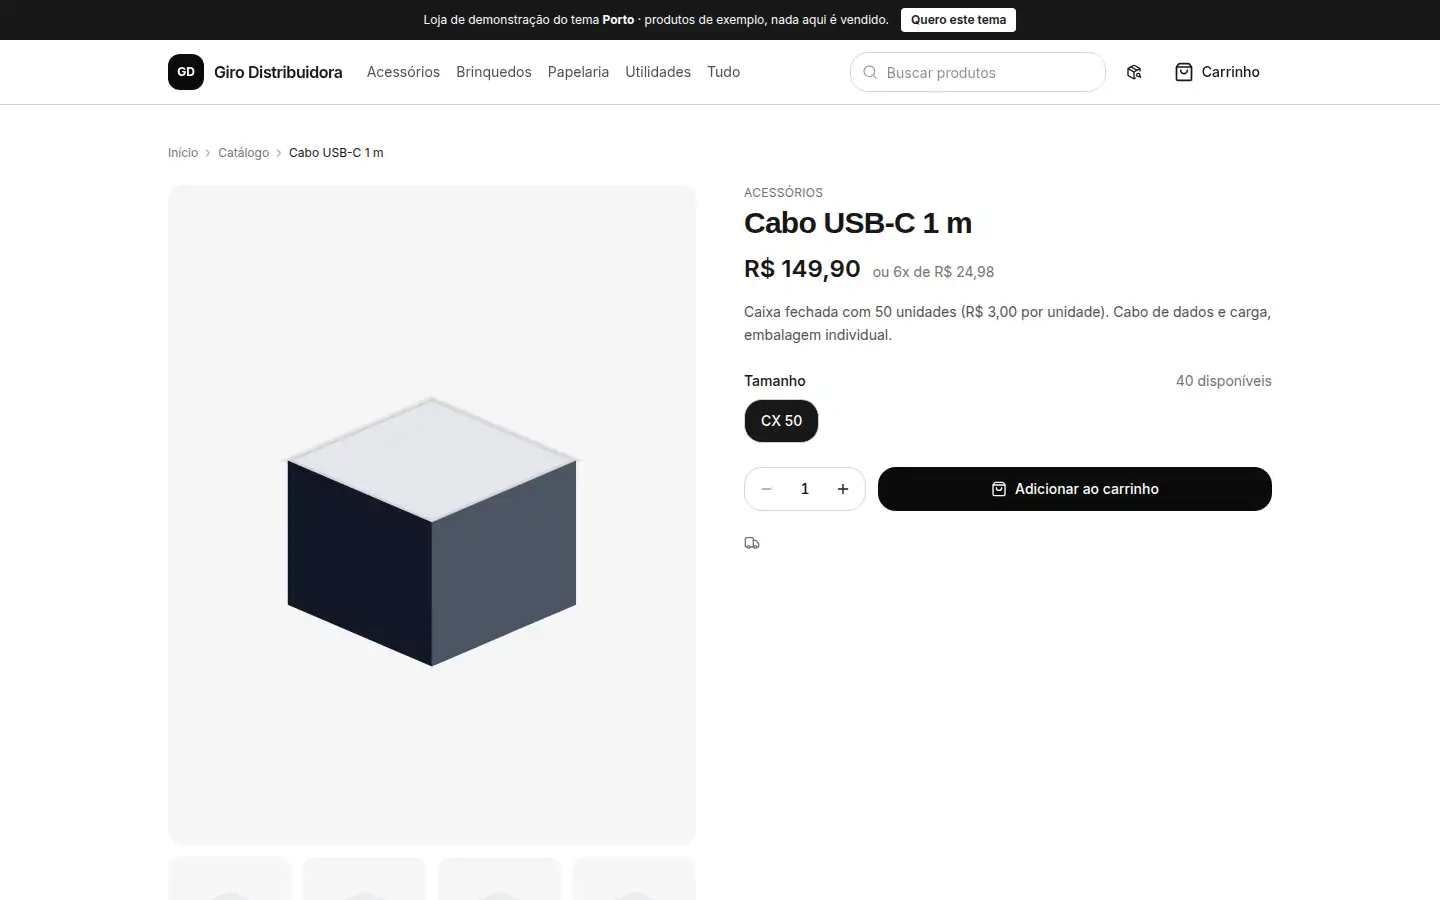 Loja de demonstração do tema Porto · produtos de exemplo, nada aqui é vendido. Quero este tema
GD Giro Distribuidora Acessórios Brinquedos Papelaria Utilidades Tudo Buscar produtos Carrinho
Início > Catálogo > Cabo USB-C 1 m
ACESSÓRIOS
Cabo USB-C 1 m
R$ 149,90 ou 6x de R$ 24,98
Caixa fechada com 50 unidades (R$ 3,00 por unidade). Cabo de dados e carga,
embalagem individual.
Tamanho 40 disponíveis
CX 50
− 1 + Adicionar ao carrinho